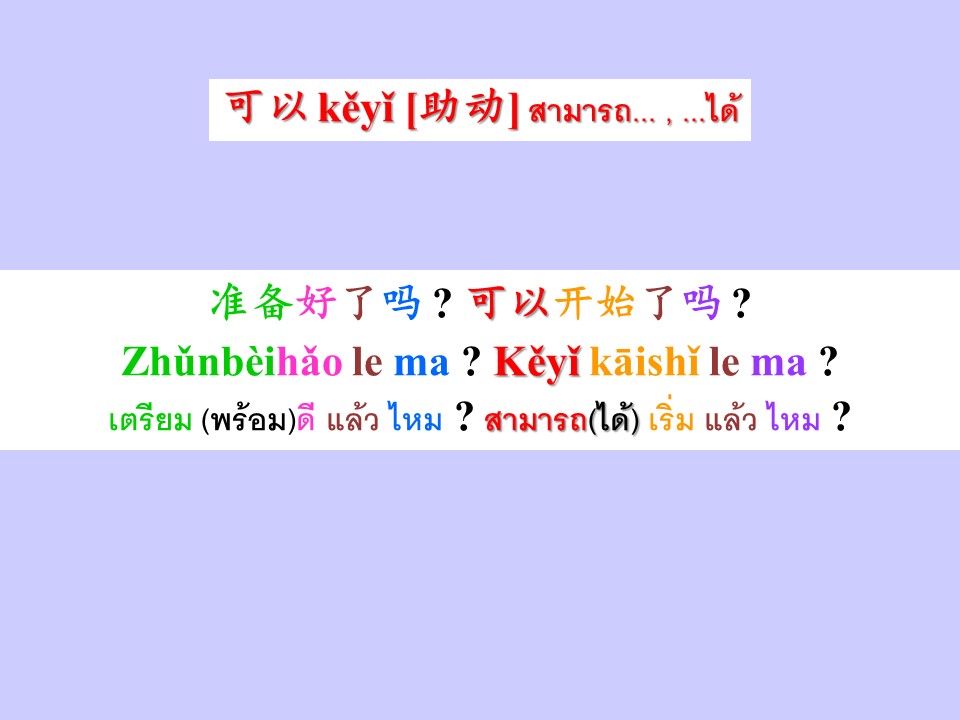 可以 kěyǐ [助动] สามารถ... , ...ได้
准备好了吗 ? 可以开始了吗 ?
Zhǔnbèihǎo le ma ? Kěyǐ kāishǐ le ma ?
เตรียม (พร้อม)ดี แล้ว ไหม ? สามารถ(ได้) เริ่ม แล้ว ไหม ?